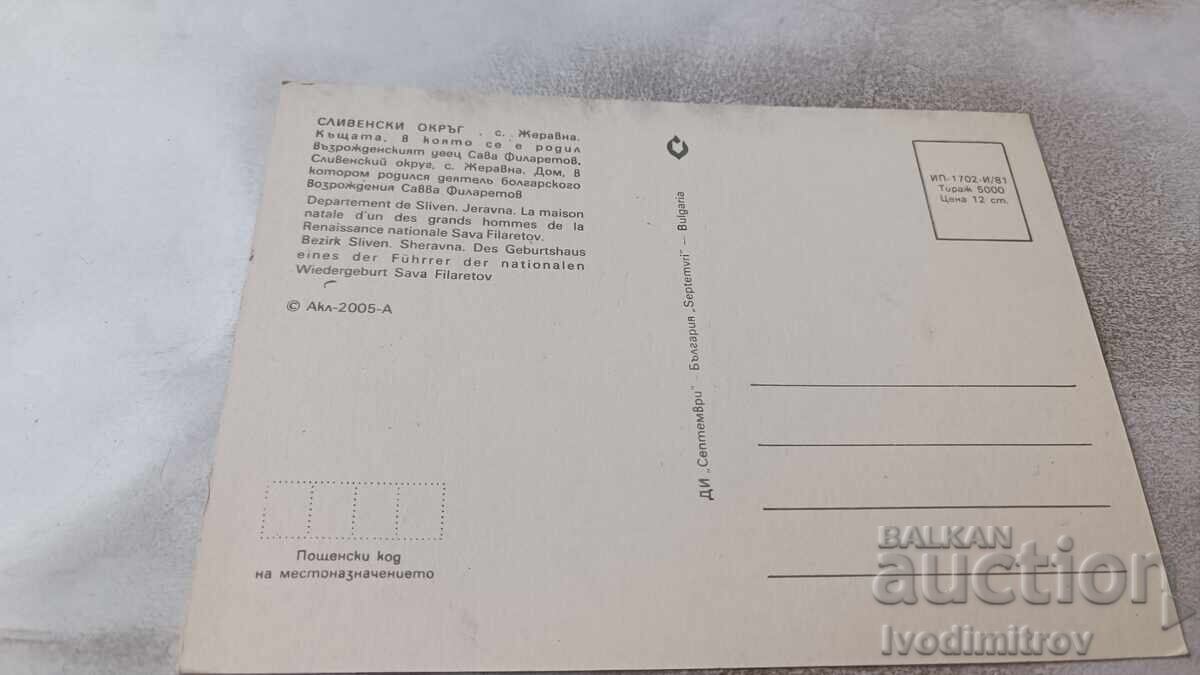 СЛИВЕНСКИ ОКРЪГ , с. Жеравна.
Къщата, в която се е родил
възрожденският деец Сава Филаретов.
Сливенский округ, с. Жеравна. Дом, в
котором родился деятель болгарского
Возрождения Савва Филаретов
Departement de Sliven. Jeravna. La maison
natale d'un des grands hommes de la
Renaissance nationale Sava Filaretov.
Bezirk Sliven. Sheravna. Des Geburtshaus
eines der Führrer der nationalen
Wiedergeburt Sava Filaretov
© Акл-2005-А
Пощенски код
на местоназначението
ДИ „Септември" – България „Septemvri" – Bulgaria
ИП-1702-И/81
Тираж 5000
Цена 12 ст.
BALKAN
auction
Ivodimitrov